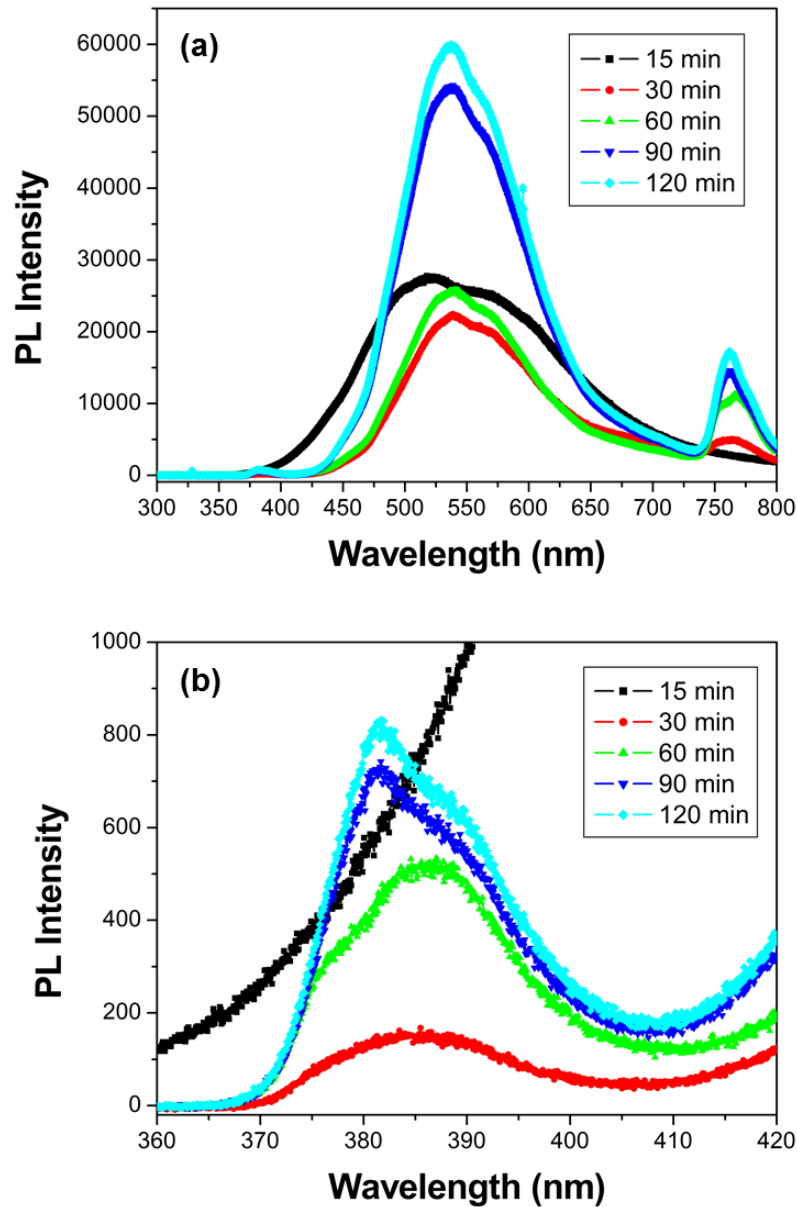 (a)
15 min
30 min
60 min
90 min
120 min
PL Intensity
60000
50000
40000
30000
20000
10000
0
300 350 400 450 500 550 600 650 700 750 800
Wavelength (nm)
(b)
15 min
30 min
60 min
90 min
120 min
PL Intensity
1000
800
600
400
200
0
360 370 380 390 400 410 420
Wavelength (nm)